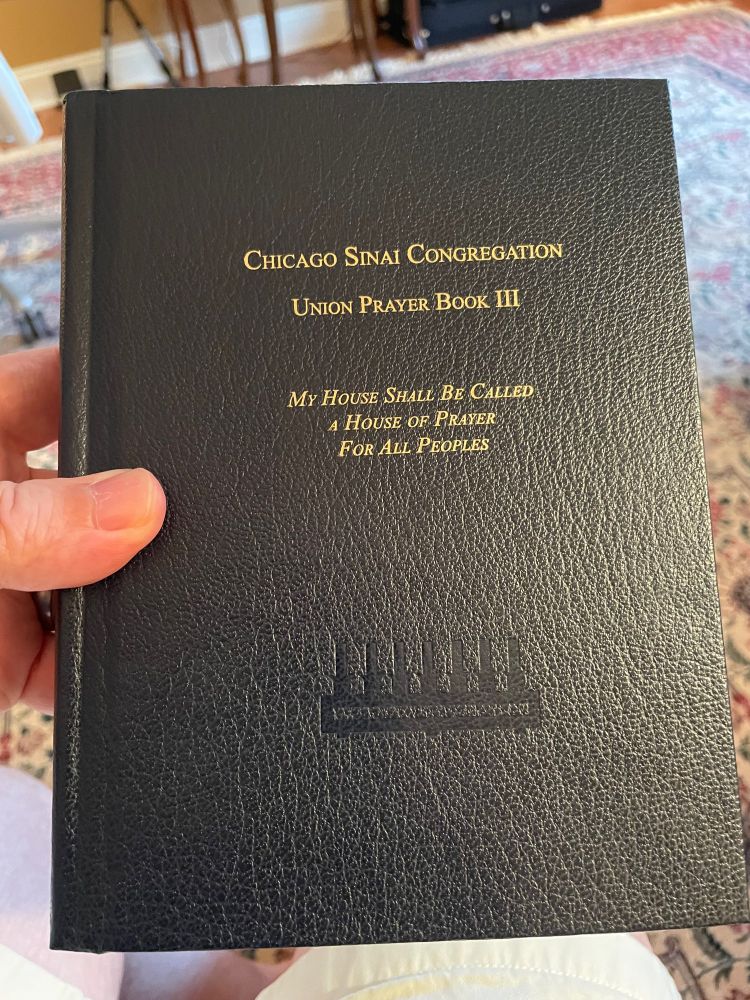 CHICAGO SINAI CONGREGATION
UNION PRAYER BOOK III
MY HOUSE SHALL BE CALLED
A HOUSE OF PRAYER
FOR ALL PEOPLES